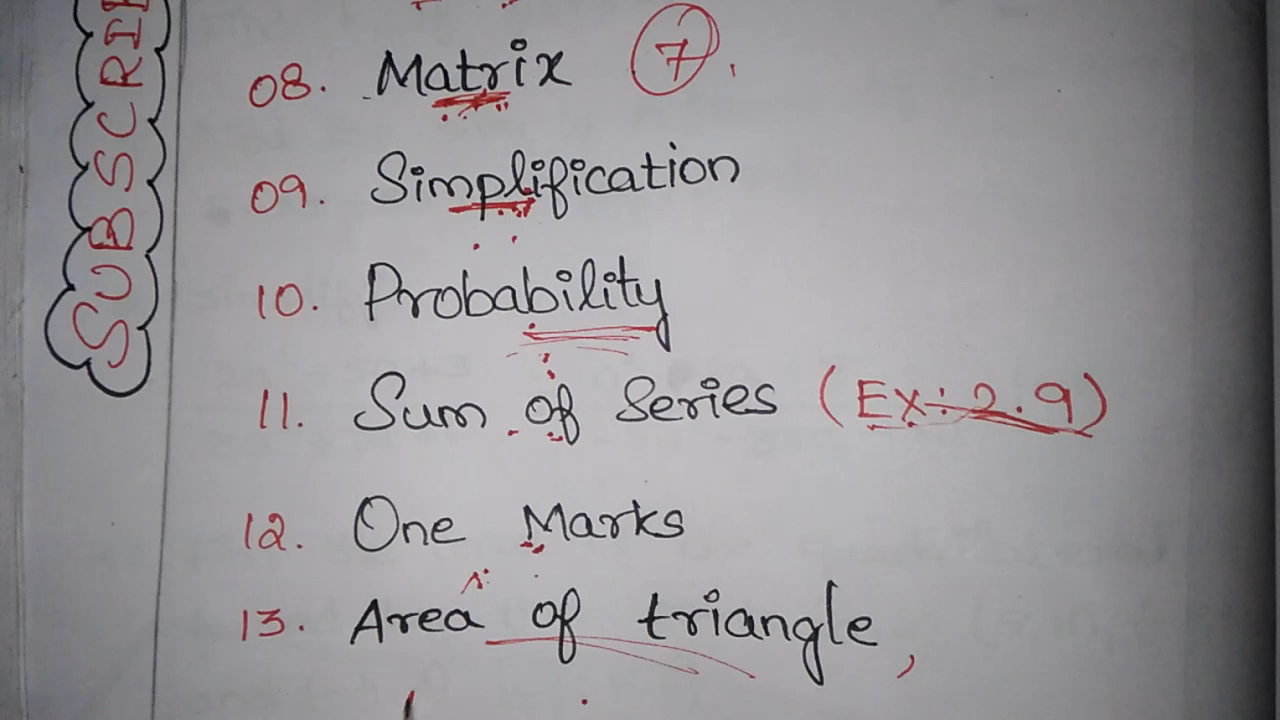 SUBSCRI
08. Matrix 7
09. Simplification
10. Probability
11. Sum of Series (Ex:- 2.9)
12. One Marks
13. Area of triangle,